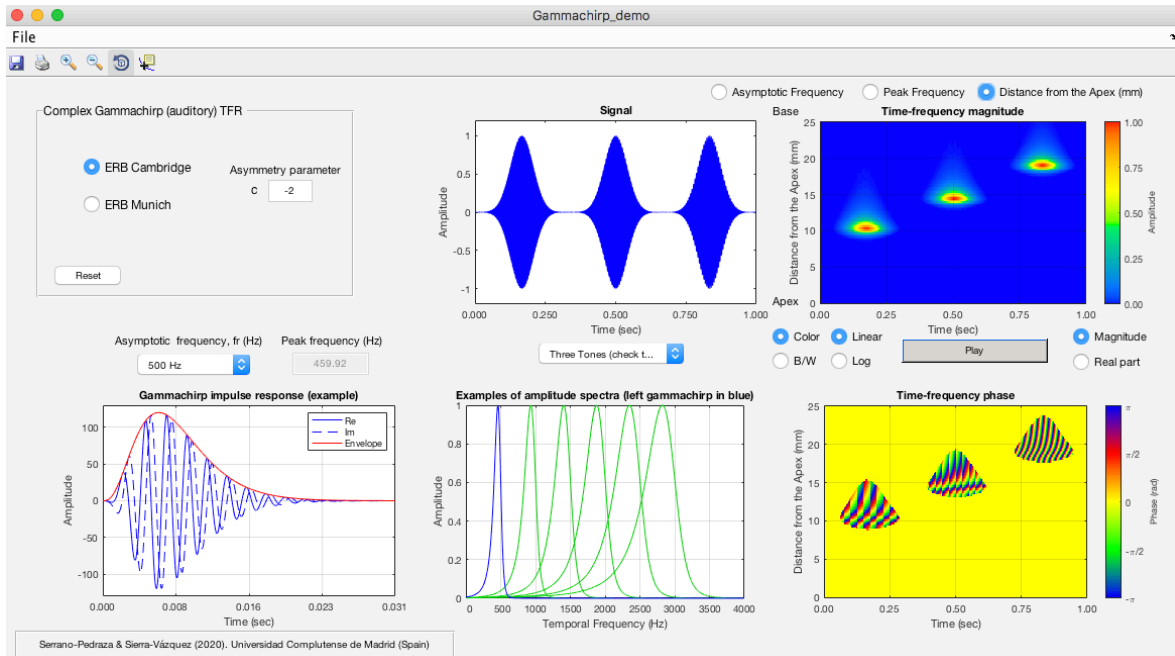 Gammachirp_demo
File
Asymptotic Frequency
Peak Frequency
Distance from the Apex (mm)
Complex Gammachirp (auditory) TFR
ERB Cambridge
ERB Munich
Asymmetry parameter
c
-2
Reset
Signal
Amplitude
1
0.5
0
-0.5
-1
0.000
0.250
0.500
0.750
1.000
Time (sec)
Three Tones (check t...
Base
Time-frequency magnitude
Distance from the Apex (mm)
25
20
15
10
5
0
Apex
0.00
0.25
0.50
0.75
1.00
Time (sec)
1.00
0.75
0.50
0.25
0.00
Amplitude
Color
Linear
B/W
Log
Play
Magnitude
Real part
Asymptotic frequency, fr (Hz)
500 Hz
Peak frequency (Hz)
459.92
Gammachirp impulse response (example)
Re
Im
Envelope
Amplitude
100
50
0
-50
-100
0.000
0.008
0.016
0.023
0.031
Time (sec)
Examples of amplitude spectra (left gammachirp in blue)
Amplitude
1
0.8
0.6
0.4
0.2
0
0
500
1000
1500
2000
2500
3000
3500
4000
Temporal Frequency (Hz)
Time-frequency phase
Distance from the Apex (mm)
25
20
15
10
5
0
0.00
0.25
0.50
0.75
1.00
Time (sec)
π
π/2
0
-π/2
-π
Phase (rad)
Serrano-Pedraza & Sierra-Vázquez (2020). Universidad Complutense de Madrid (Spain)